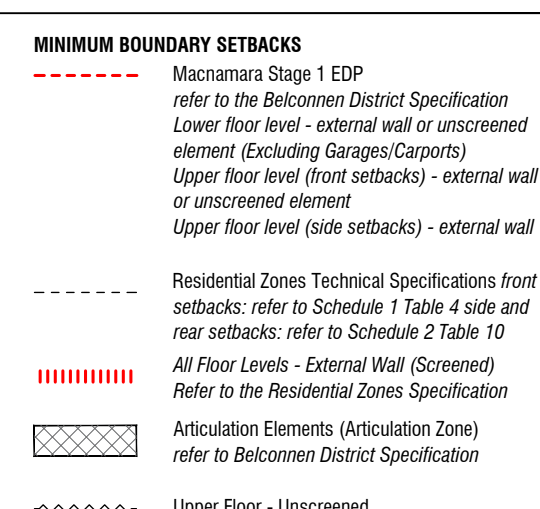 MINIMUM BOUNDARY SETBACKS
Macnamara Stage 1 EDP
refer to the Belconnen District Specification
Lower floor level - external wall or unscreened
element (Excluding Garages/Carports)
Upper floor level (front setbacks) - external wall
or unscreened element
Upper floor level (side setbacks) - external wall
Residential Zones Technical Specifications front
setbacks: refer to Schedule 1 Table 4 side and
rear setbacks: refer to Schedule 2 Table 10
All Floor Levels - External Wall (Screened)
Refer to the Residential Zones Specification
Articulation Elements (Articulation Zone)
refer to Belconnen District Specification
Upper Floor - Unscreened